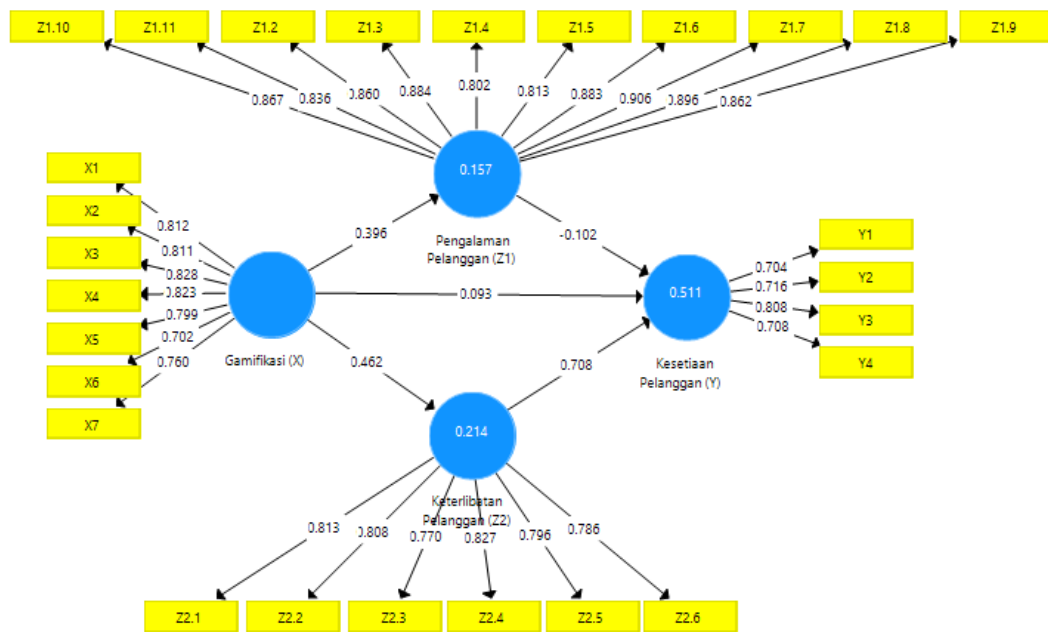 Z1.10 Z1.11 Z1.2 Z1.3 Z1.4 Z1.5 Z1.6 Z1.7 Z1.8 Z1.9
0.867 0.836 0.860 0.884 0.802 0.813 0.883 0.906 0.896 0.862
0.157
Pengalaman
Pelanggan (Z1)
X1
X2
X3
X4
X5
X6
X7
0.812
0.811
0.828
0.823
0.799
0.702
0.760
Gamifikasi (X)
0.396
-0.102
0.093
0.462
0.708
0.511
Kesetiaan
Pelanggan (Y)
0.704
0.716
0.808
0.708
Y1
Y2
Y3
Y4
0.214
Keterlibatan
Pelanggan (Z2)
0.813 0.808 0.770 0.827 0.796 0.786
Z2.1 Z2.2 Z2.3 Z2.4 Z2.5 Z2.6